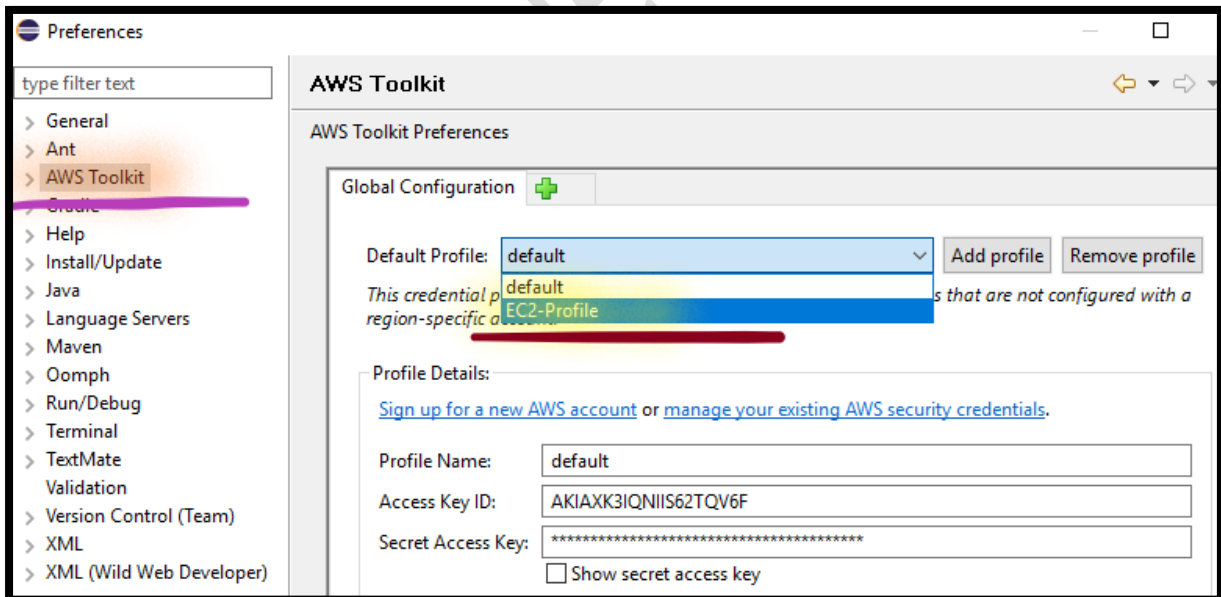 Preferences
type filter text
General
Ant
AWS Toolkit
Gradle
Help
Install/Update
Java
Language Servers
Maven
Oomph
Run/Debug
Terminal
TextMate
Validation
Version Control (Team)
XML
XML (Wild Web Developer)
AWS Toolkit
AWS Toolkit Preferences
Global Configuration
Default Profile: default Add profile Remove profile
default
EC2-Profile
This credential p s that are not configured with a
region-specific
Profile Details:
Sign up for a new AWS account or manage your existing AWS security credentials.
Profile Name: default
Access Key ID: AKIAXK3IQNIIS62TQV6F
Secret Access Key: ****************************************
Show secret access key